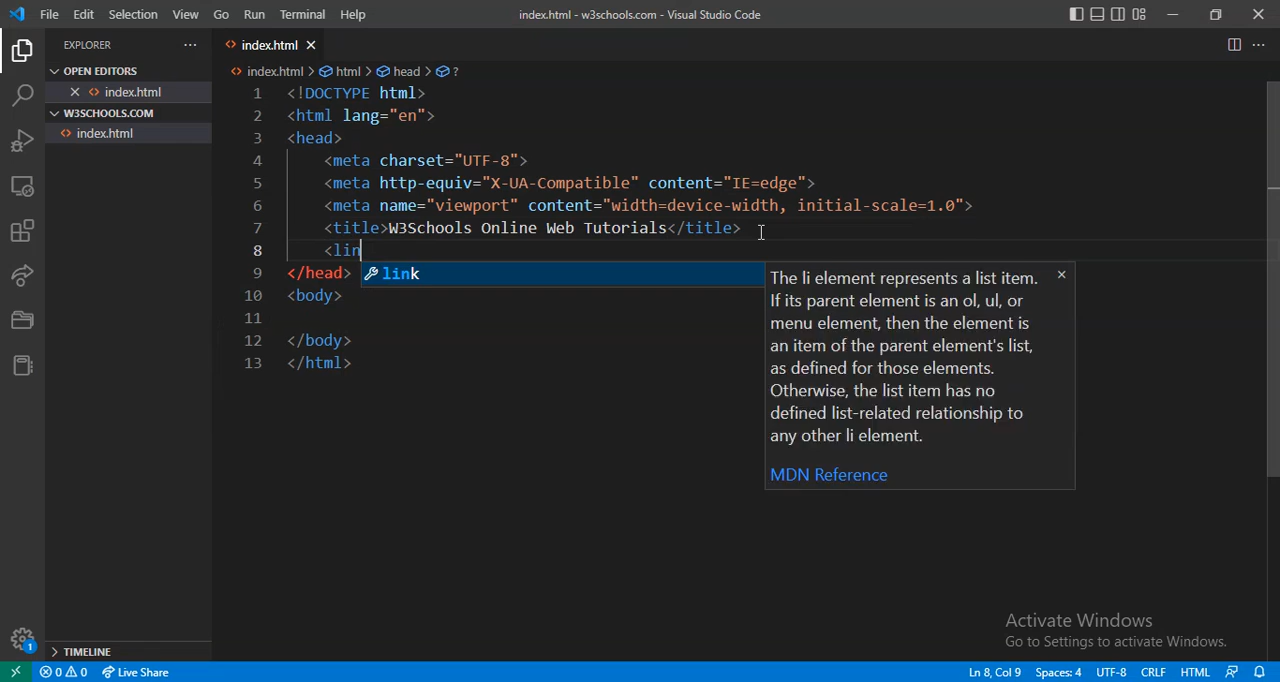 File Edit Selection View Go Run Terminal Help index.html - w3schools.com - Visual Studio Code
EXPLORER
OPEN EDITORS
index.html
W3SCHOOLS.COM
index.html
index.html
index.html > html > head > ?
1 <!DOCTYPE html>
2 <html lang="en">
3 <head>
4 <meta charset="UTF-8">
5 <meta http-equiv="X-UA-Compatible" content="IE=edge">
6 <meta name="viewport" content="width=device-width, initial-scale=1.0">
7 <title>W3Schools Online Web Tutorials</title>
8 <lin
9 </head>
10 <body>
11
12 </body>
13 </html>
link
The li element represents a list item.
If its parent element is an ol, ul, or
menu element, then the element is
an item of the parent element's list,
as defined for those elements.
Otherwise, the list item has no
defined list-related relationship to
any other li element.
MDN Reference
Activate Windows
Go to Settings to activate Windows.
1
TIMELINE
0 0 Live Share Ln 8, Col 9 Spaces: 4 UTF-8 CRLF HTML